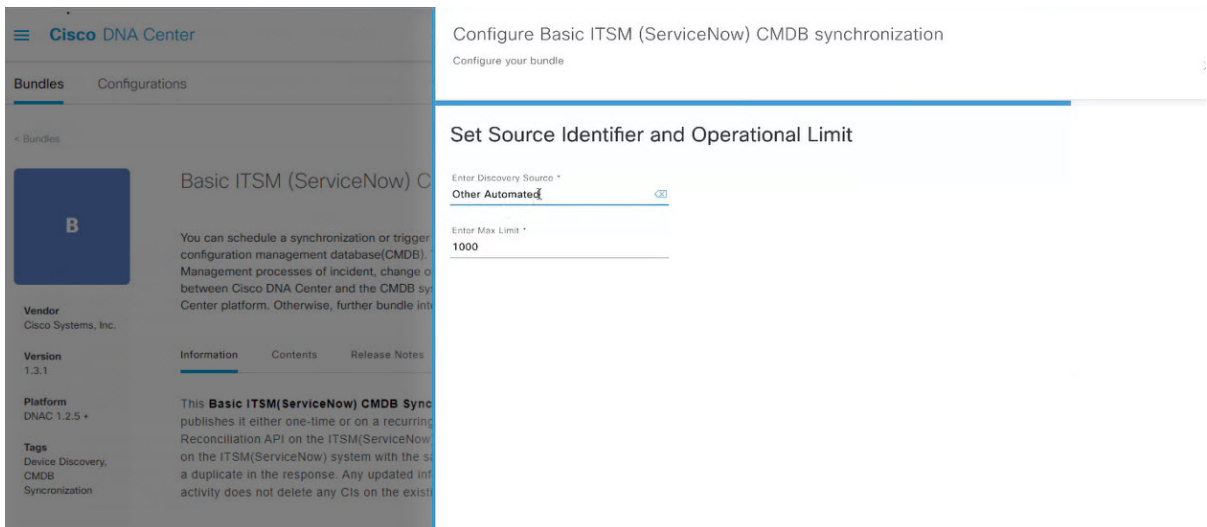 Cisco DNA Center
Bundles Configurations
< Bundles
B
Vendor
Cisco Systems, Inc.
Version
1.3.1
Platform
DNAC 1.2.5 +
Tags
Device Discovery,
CMDB
Syncronization
Basic ITSM (ServiceNow) C
You can schedule a synchronization or trigger
configuration management database(CMDB).
Management processes of incident, change o
between Cisco DNA Center and the CMDB sy
Center platform. Otherwise, further bundle int
Information Contents Release Notes
This Basic ITSM(ServiceNow) CMDB Sync
publishes it either one-time or on a recurring
Reconciliation API on the ITSM(ServiceNow)
on the ITSM(ServiceNow) system with the sa
a duplicate in the response. Any updated inf
activity does not delete any CIs on the existi
Configure Basic ITSM (ServiceNow) CMDB synchronization
Configure your bundle
Set Source Identifier and Operational Limit
Enter Discovery Source *
Other Automated
Enter Max Limit *
1000